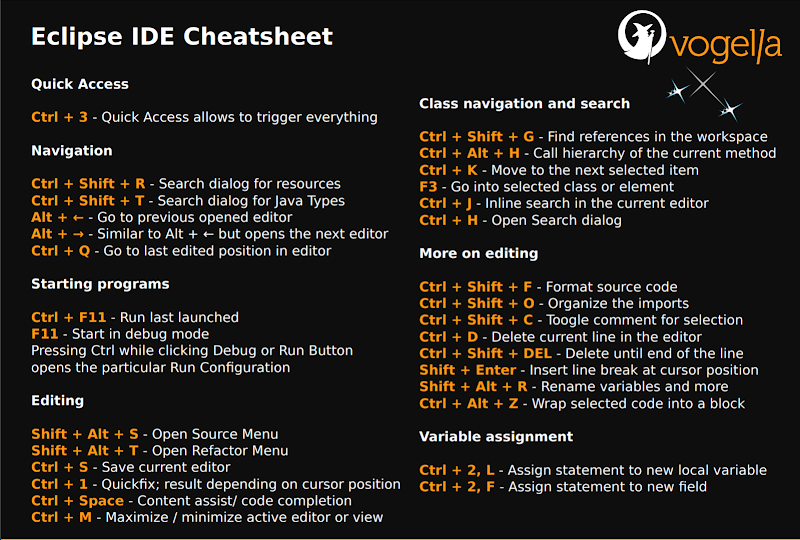 Eclipse IDE Cheatsheet
vogella
Quick Access
Ctrl + 3 - Quick Access allows to trigger everything
Navigation
Ctrl + Shift + R - Search dialog for resources
Ctrl + Shift + T - Search dialog for Java Types
Alt + ← - Go to previous opened editor
Alt + → - Similar to Alt + ← but opens the next editor
Ctrl + Q - Go to last edited position in editor
Starting programs
Ctrl + F11 - Run last launched
F11 - Start in debug mode
Pressing Ctrl while clicking Debug or Run Button
opens the particular Run Configuration
Editing
Shift + Alt + S - Open Source Menu
Shift + Alt + T - Open Refactor Menu
Ctrl + S - Save current editor
Ctrl + 1 - Quickfix; result depending on cursor position
Ctrl + Space - Content assist/ code completion
Ctrl + M - Maximize / minimize active editor or view
Class navigation and search
Ctrl + Shift + G - Find references in the workspace
Ctrl + Alt + H - Call hierarchy of the current method
Ctrl + K - Move to the next selected item
F3 - Go into selected class or element
Ctrl + J - Inline search in the current editor
Ctrl + H - Open Search dialog
More on editing
Ctrl + Shift + F - Format source code
Ctrl + Shift + O - Organize the imports
Ctrl + Shift + C - Toogle comment for selection
Ctrl + D - Delete current line in the editor
Ctrl + Shift + DEL - Delete until end of the line
Shift + Enter - Insert line break at cursor position
Shift + Alt + R - Rename variables and more
Ctrl + Alt + Z - Wrap selected code into a block
Variable assignment
Ctrl + 2, L - Assign statement to new local variable
Ctrl + 2, F - Assign statement to new field